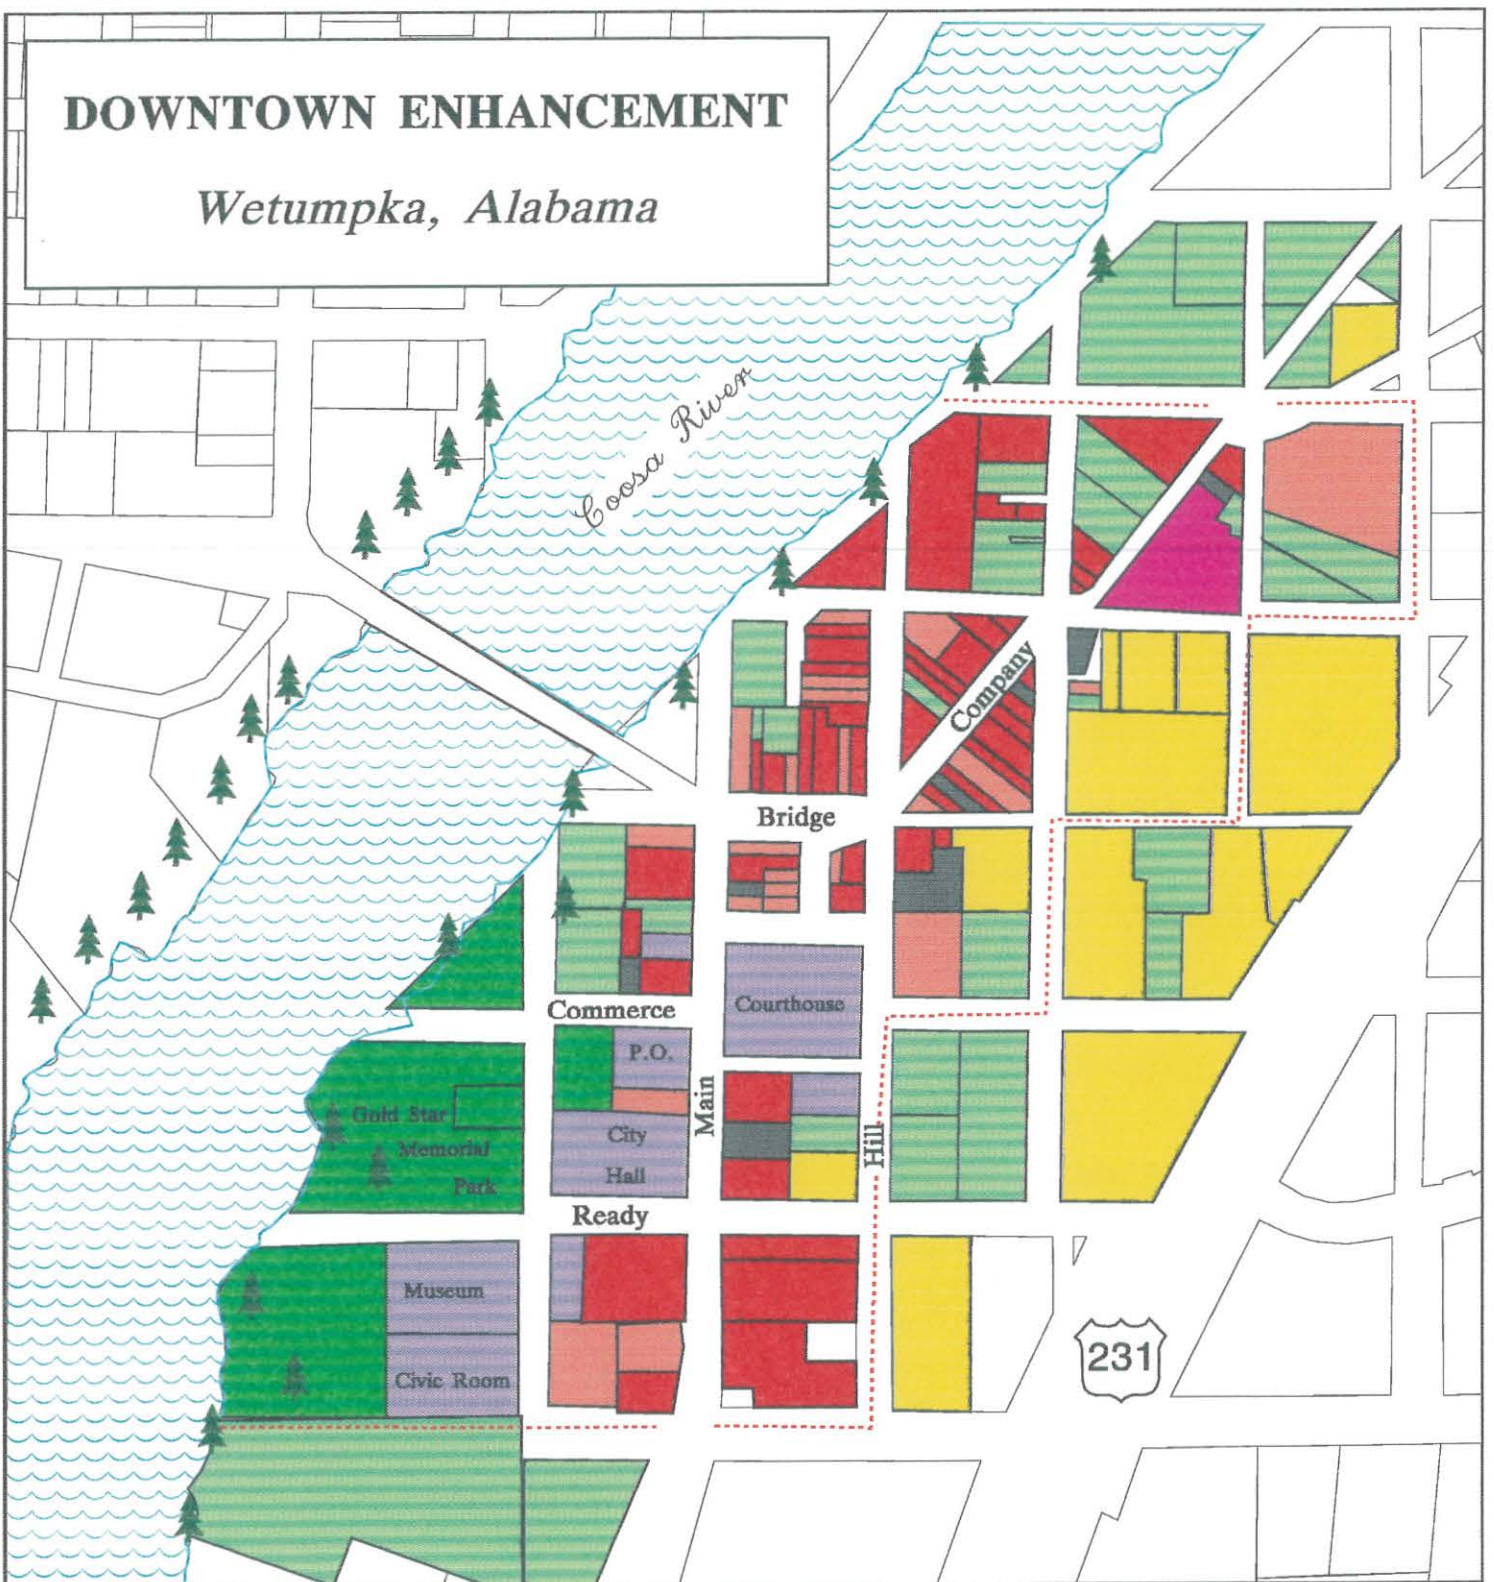 DOWNTOWN ENHANCEMENT
Wetumpka, Alabama
Coosa River
Company
Bridge
Commerce
Courthouse
P.O.
Main
Gold Star
Memorial
Park
City
Hall
Hill
Ready
Museum
Civic Room
231